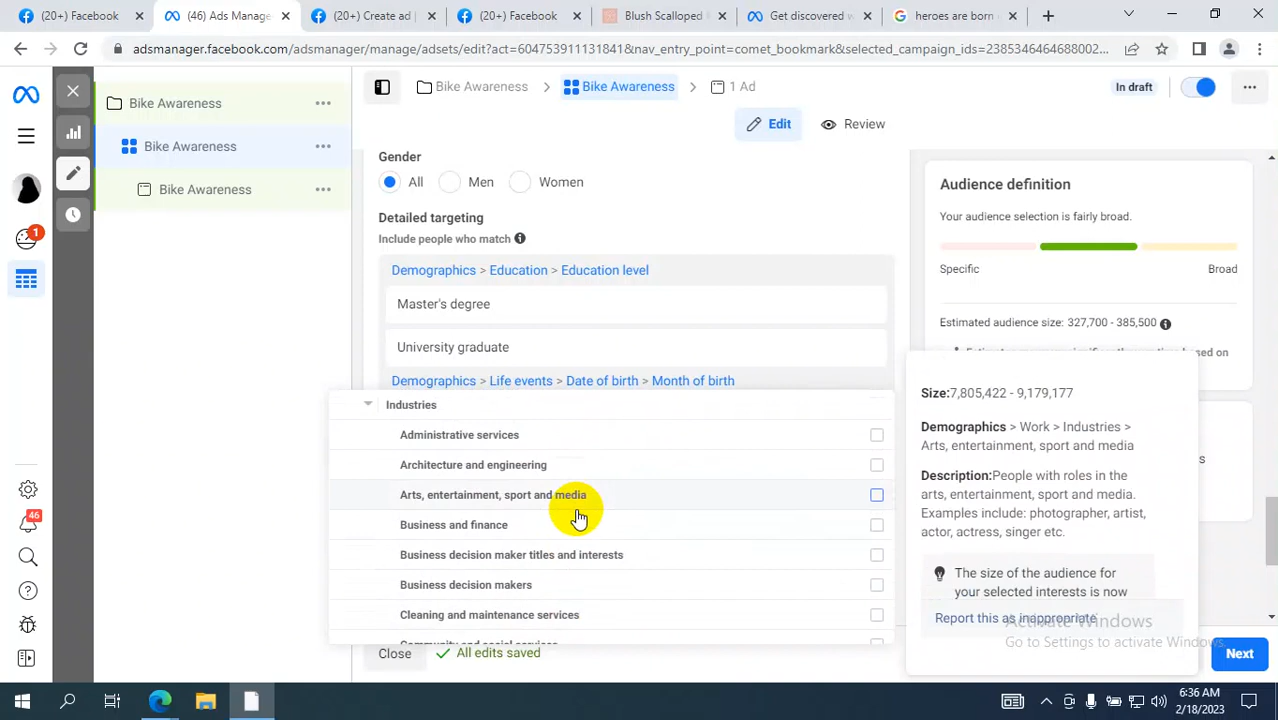 (20+) Facebook
(46) Ads Manage
(20+) Create ad
(20+) Facebook
Blush Scalloped
Get discovered
heroes are born
adsmanager.facebook.com/adsmanager/manage/adsets/edit?act=604753911131841&nav_entry_point=comet_bookmark&selected_campaign_ids=2385346464688002...
Bike Awareness
Bike Awareness
Bike Awareness
1
46
Bike Awareness > Bike Awareness > 1 Ad
In draft
Edit
Review
Gender
All
Men
Women
Detailed targeting
Include people who match
Demographics > Education > Education level
Master's degree
University graduate
Demographics > Life events > Date of birth > Month of birth
Industries
Administrative services
Architecture and engineering
Arts, entertainment, sport and media
Business and finance
Business decision maker titles and interests
Business decision makers
Cleaning and maintenance services
Community and social services
Close
All edits saved
Audience definition
Your audience selection is fairly broad.
Specific
Broad
Estimated audience size: 327,700 - 385,500
Size:7,805,422 - 9,179,177
Demographics > Work > Industries >
Arts, entertainment, sport and media
Description:People with roles in the
arts, entertainment, sport and media.
Examples include: photographer, artist,
actor, actress, singer etc.
The size of the audience for
your selected interests is now
Report this as inappropriate
Activate Windows
Go to Settings to activate Windows.
Next
6:36 AM
2/18/2023